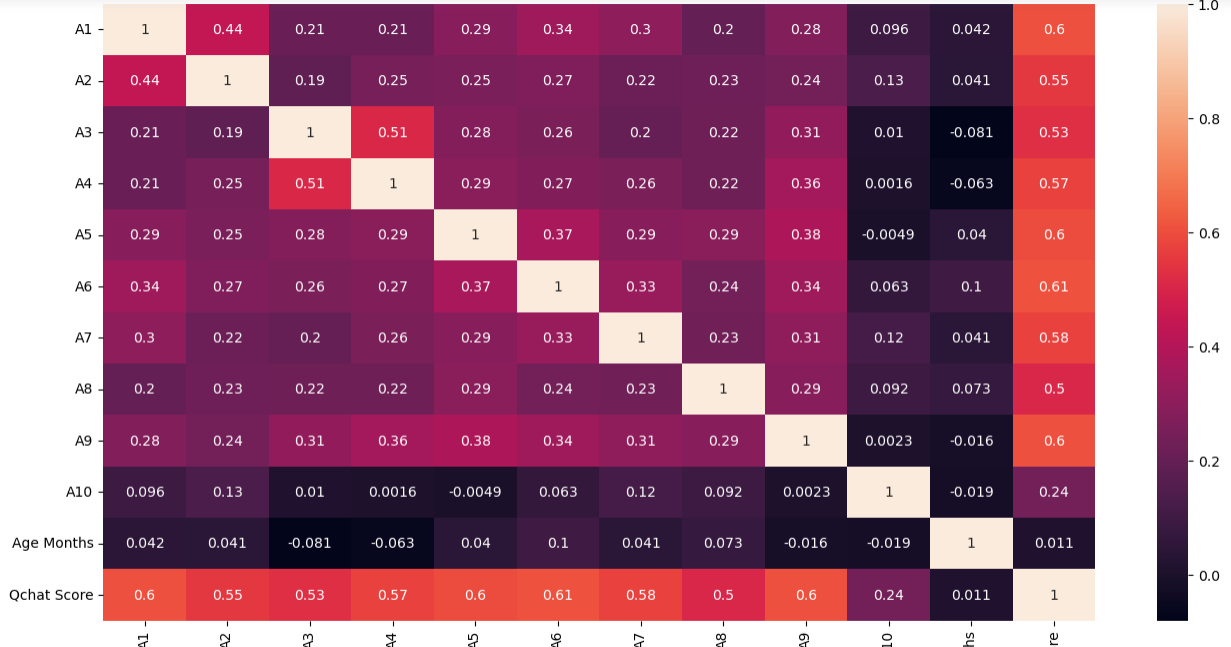 A1 1 0.44 0.21 0.21 0.29 0.34 0.3 0.2 0.28 0.096 0.042 0.6 1.0
A2 0.44 1 0.19 0.25 0.25 0.27 0.22 0.23 0.24 0.13 0.041 0.55
A3 0.21 0.19 1 0.51 0.28 0.26 0.2 0.22 0.31 0.01 -0.081 0.53 0.8
A4 0.21 0.25 0.51 1 0.29 0.27 0.26 0.22 0.36 0.0016 -0.063 0.57
A5 0.29 0.25 0.28 0.29 1 0.37 0.29 0.29 0.38 -0.0049 0.04 0.6 0.6
A6 0.34 0.27 0.26 0.27 0.37 1 0.33 0.24 0.34 0.063 0.1 0.61
A7 0.3 0.22 0.2 0.26 0.29 0.33 1 0.23 0.31 0.12 0.041 0.58 0.4
A8 0.2 0.23 0.22 0.22 0.29 0.24 0.23 1 0.29 0.092 0.073 0.5
A9 0.28 0.24 0.31 0.36 0.38 0.34 0.31 0.29 1 0.0023 -0.016 0.6 0.2
A10 0.096 0.13 0.01 0.0016 -0.0049 0.063 0.12 0.092 0.0023 1 -0.019 0.24
Age Months 0.042 0.041 -0.081 -0.063 0.04 0.1 0.041 0.073 -0.016 -0.019 1 0.011 0.0
Qchat Score 0.6 0.55 0.53 0.57 0.6 0.61 0.58 0.5 0.6 0.24 0.011 1
A1 A2 A3 A4 A5 A6 A7 A8 A9 10 hs re